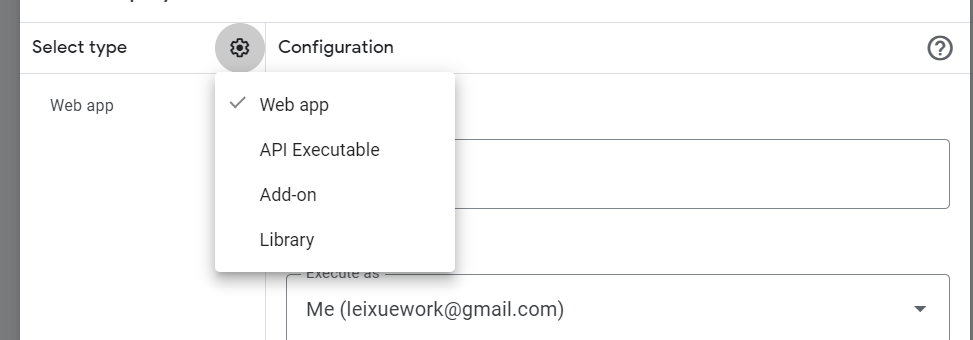 Select type
Configuration
Web app
Web app
API Executable
Add-on
Library
Execute as
Me (leixuework@gmail.com)